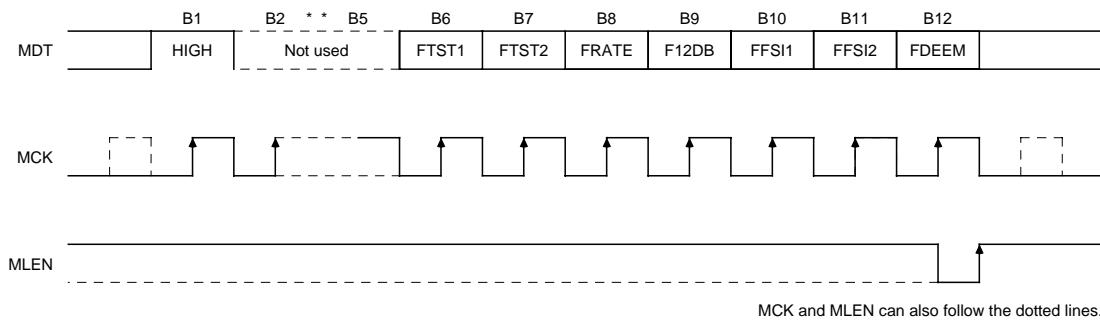 B1 B2 * * B5 B6 B7 B8 B9 B10 B11 B12
MDT HIGH Not used FTST1 FTST2 FRATE F12DB FFSI1 FFSI2 FDEEM
MCK
MLEN
MCK and MLEN can also follow the dotted lines.